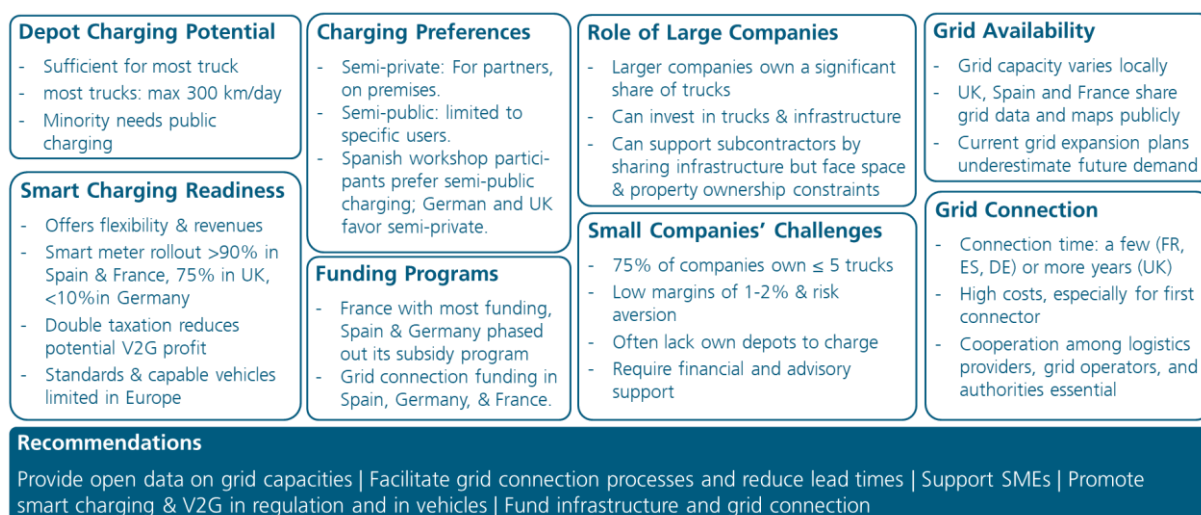 Depot Charging Potential
- Sufficient for most truck
- most trucks: max 300 km/day
- Minority needs public
charging
Smart Charging Readiness
- Offers flexibility & revenues
- Smart meter rollout >90% in
Spain & France, 75% in UK,
<10%in Germany
- Double taxation reduces
potential V2G profit
- Standards & capable vehicles
limited in Europe
Charging Preferences
- Semi-private: For partners,
on premises.
- Semi-public: limited to
specific users.
- Spanish workshop partici-
pants prefer semi-public
charging; German and UK
favor semi-private.
Funding Programs
- France with most funding,
Spain & Germany phased
out its subsidy program
- Grid connection funding in
Spain, Germany, & France.
Role of Large Companies
- Larger companies own a significant
share of trucks
- Can invest in trucks & infrastructure
- Can support subcontractors by
sharing infrastructure but face space
& property ownership constraints
Small Companies’ Challenges
- 75% of companies own ≤ 5 trucks
- Low margins of 1-2% & risk
aversion
- Often lack own depots to charge
- Require financial and advisory
support
Grid Availability
- Grid capacity varies locally
- UK, Spain and France share
grid data and maps publicly
- Current grid expansion plans
underestimate future demand
Grid Connection
- Connection time: a few (FR,
ES, DE) or more years (UK)
- High costs, especially for first
connector
- Cooperation among logistics
providers, grid operators, and
authorities essential
Recommendations
Provide open data on grid capacities | Facilitate grid connection processes and reduce lead times | Support SMEs | Promote
smart charging & V2G in regulation and in vehicles | Fund infrastructure and grid connection